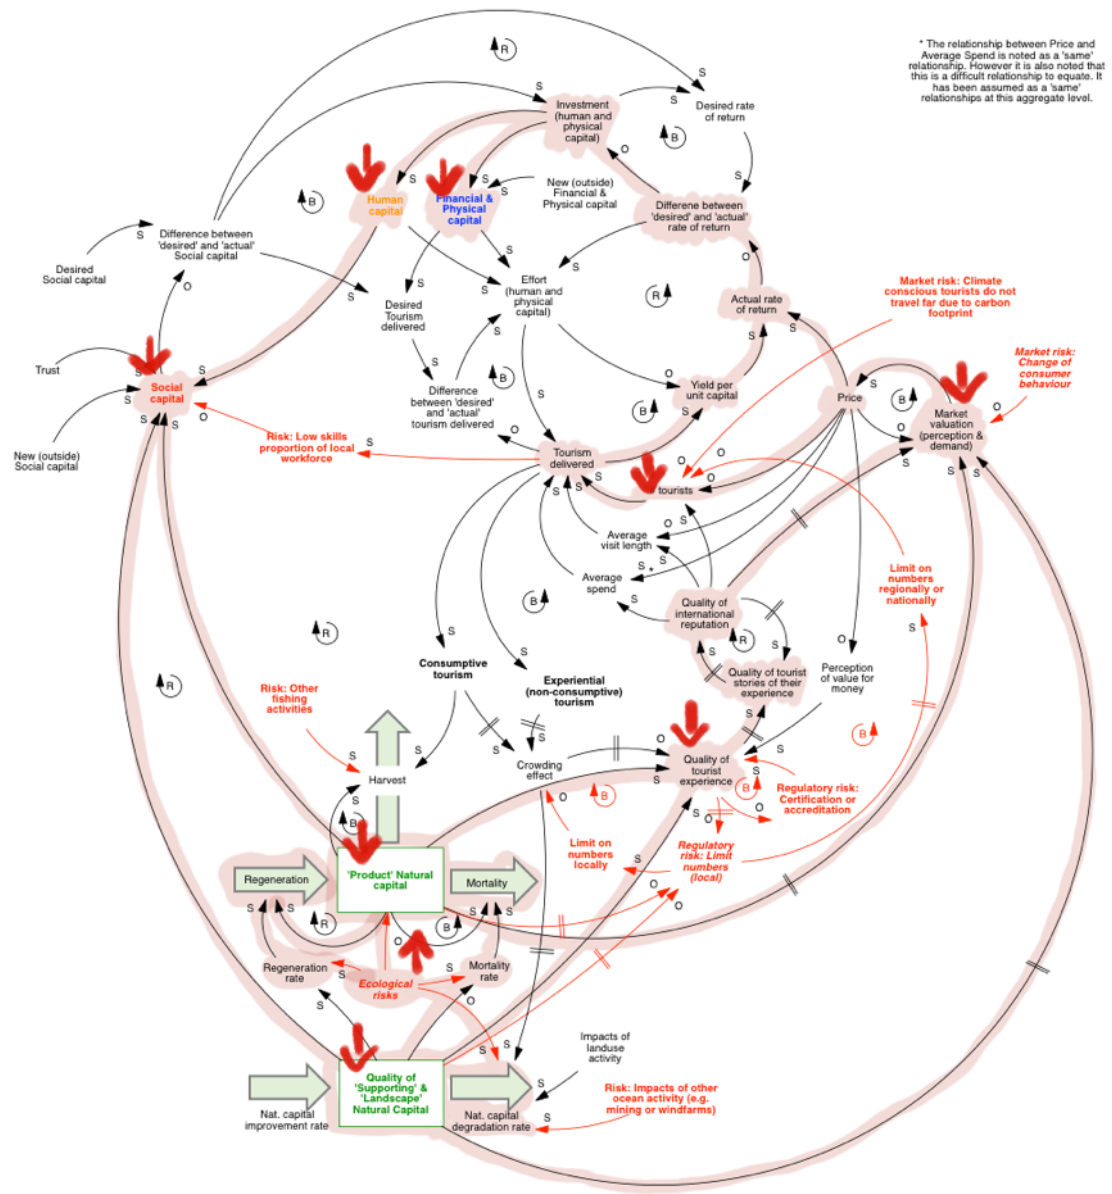 * The relationship between Price and
Average Spend is noted as a 'same'
relationship. However it is also noted that
this is a difficult relationship to equate. It
has been assumed as a 'same'
relationships at this aggregate level.
R
S
S
S
Investment
(human and
physical
capital)
Desired rate
of return
B
O
S
S
S
S
New (outside)
Financial &
Physical capital
Human
capital
Financial &
Physical
capital
B
Differene between
'desired' and 'actual'
rate of return
Difference between
'desired' and 'actual'
Social capital
S
Desired
Social capital
O
S
S
S
S
S
O
Effort
(human and
physical
capital)
Desired
Tourism
delivered
R
Actual rate
of return
Market risk: Climate
conscious tourists do not
travel far due to carbon
footprint
S
S
Trust
S
S
S
S
Social
capital
S
O
S
B
Difference
between 'desired'
and 'actual'
tourism delivered
O
Yield per
unit capital
S
B
Price
S
B
O
Market
valuation
(perception &
demand)
O
Market risk:
Change of
consumer
behaviour
New (outside)
Social capital
S
S
Risk: Low skills
proportion of local
workforce
S
O
S
Tourism
delivered
S
S
S
O
O
O
tourists
S
S
S
O
S
Average
visit length
S
*
S
Average
spend
S
B
Quality of
international
reputation
R
S
S
Limit on
numbers
regionally or
nationally
S
R
S
S
Consumptive
tourism
Experiential
(non-consumptive)
tourism
Quality of tourist
stories of their
experience
O
Perception
of value for
money
R
Risk: Other
fishing
activities
S
S
Harvest
S
S
Crowding
effect
O
S
Quality of
tourist
experience
S
S
S
B
B
Regulatory risk:
Certification or
accreditation
O
S
B
S
B
O
Limit on
numbers
locally
S
O
Regulatory
risk: Limit
numbers
(local)
O
O
Regeneration
'Product' Natural
capital
Mortality
S
S
R
O
B
S
S
Regeneration
rate
S
Ecological
risks
S
Mortality
rate
S
O
S
S
Impacts of
landuse
activity
Quality of
'Supporting' &
'Landscape'
Natural Capital
S
Risk: Impacts of other
ocean activity (e.g.
mining or windfarms)
S
Nat. capital
improvement rate
Nat. capital
degradation rate